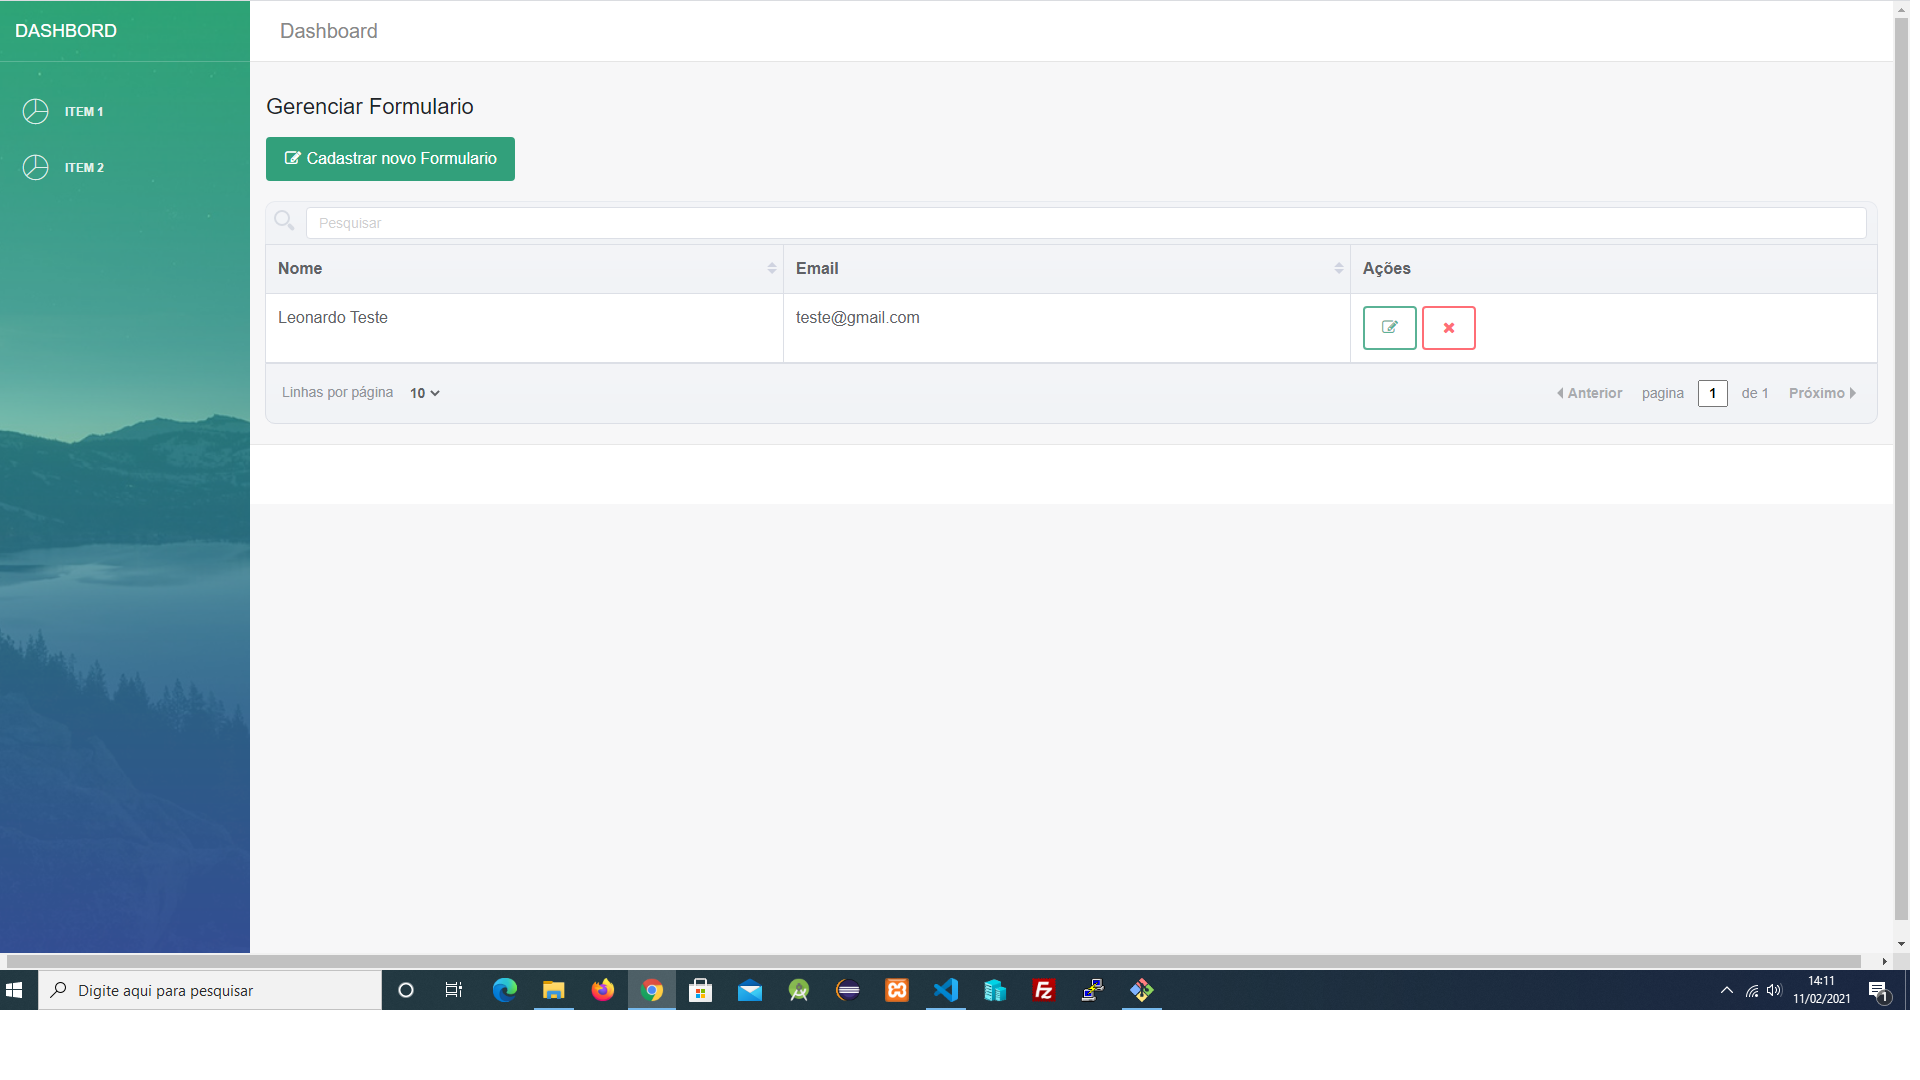 DASHBORD
Dashboard
ITEM 1
ITEM 2
Gerenciar Formulario
Cadastrar novo Formulario
Pesquisar
Nome Email Ações
Leonardo Teste teste@gmail.com
Linhas por página 10 Anterior pagina 1 de 1 Próximo
Digite aqui para pesquisar
14:11
11/02/2021
1